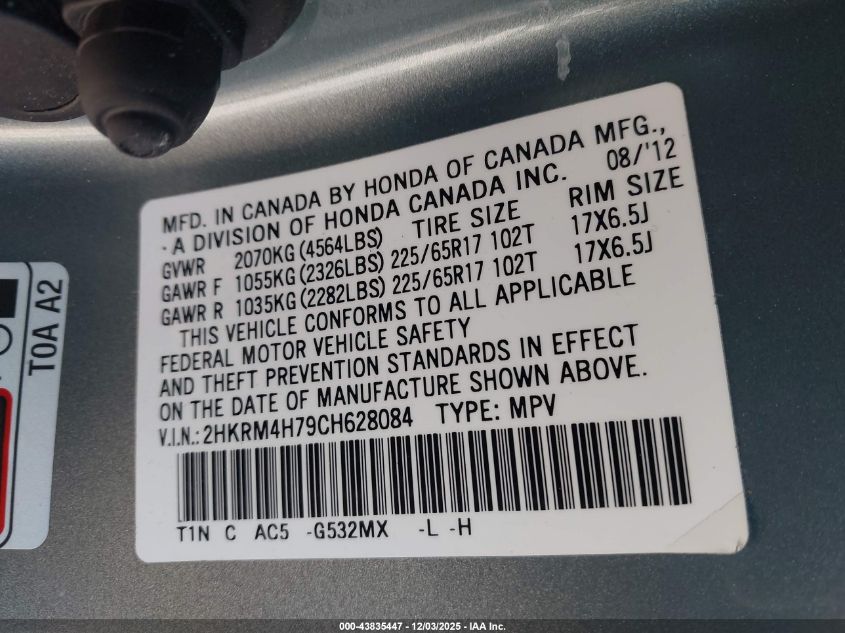 MFD. IN CANADA BY HONDA OF CANADA MFG.,
- A DIVISION OF HONDA CANADA INC. 08/'12
GVWR 2070KG (4564LBS) TIRE SIZE RIM SIZE
GAWR F 1055KG (2326LBS) 225/65R17 102T 17X6.5J
GAWR R 1035KG (2282LBS) 225/65R17 102T 17X6.5J
THIS VEHICLE CONFORMS TO ALL APPLICABLE
FEDERAL MOTOR VEHICLE SAFETY
AND THEFT PREVENTION STANDARDS IN EFFECT
ON THE DATE OF MANUFACTURE SHOWN ABOVE.
V.I.N.: 2HKRM4H79CH628084 TYPE: MPV
T1N C AC5 -G532MX -L -H
T0A A2
000-43835447 - 12/03/2025 - IAA Inc.